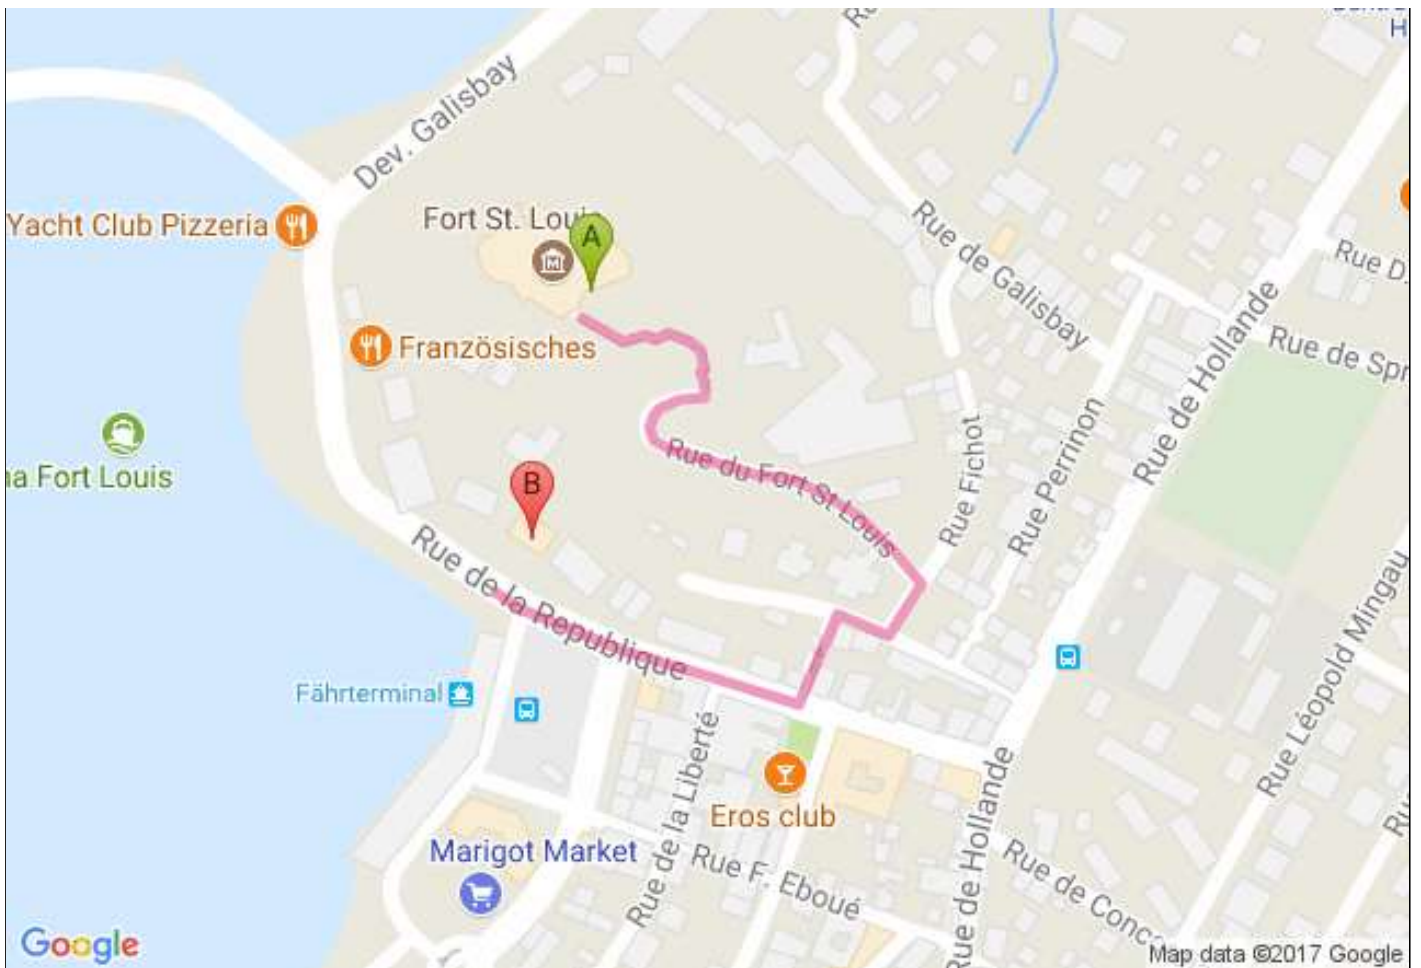 H
Dev. Galisbay
Yacht Club Pizzeria
Fort St. Louis
A
Rue de Galisbay
Rue D.
Rue de Hollande
Rue de Spr
Französisches
na Fort Louis
Rue du Fort St Louis
Rue Fichot
Rue Perrinon
B
Rue de la Republique
Rue Léopold Mingau
Fährterminal
Rue de la Liberté
Eros club
Rue de Hollande
Marigot Market
Rue F. Eboué
Rue de Conc
Google
Map data ©2017 Google